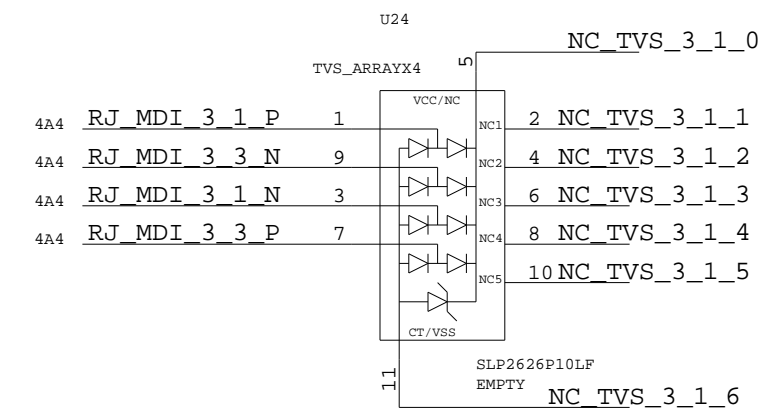 U24
NC_TVS_3_1_0
5
TVS_ARRAYX4
VCC/NC
4A4 RJ_MDI_3_1_P 1 NC1 2 NC_TVS_3_1_1
4A4 RJ_MDI_3_3_N 9 NC2 4 NC_TVS_3_1_2
4A4 RJ_MDI_3_1_N 3 NC3 6 NC_TVS_3_1_3
4A4 RJ_MDI_3_3_P 7 NC4 8 NC_TVS_3_1_4
NC5 10 NC_TVS_3_1_5
CT/VSS
11
SLP2626P10LF
EMPTY
NC_TVS_3_1_6